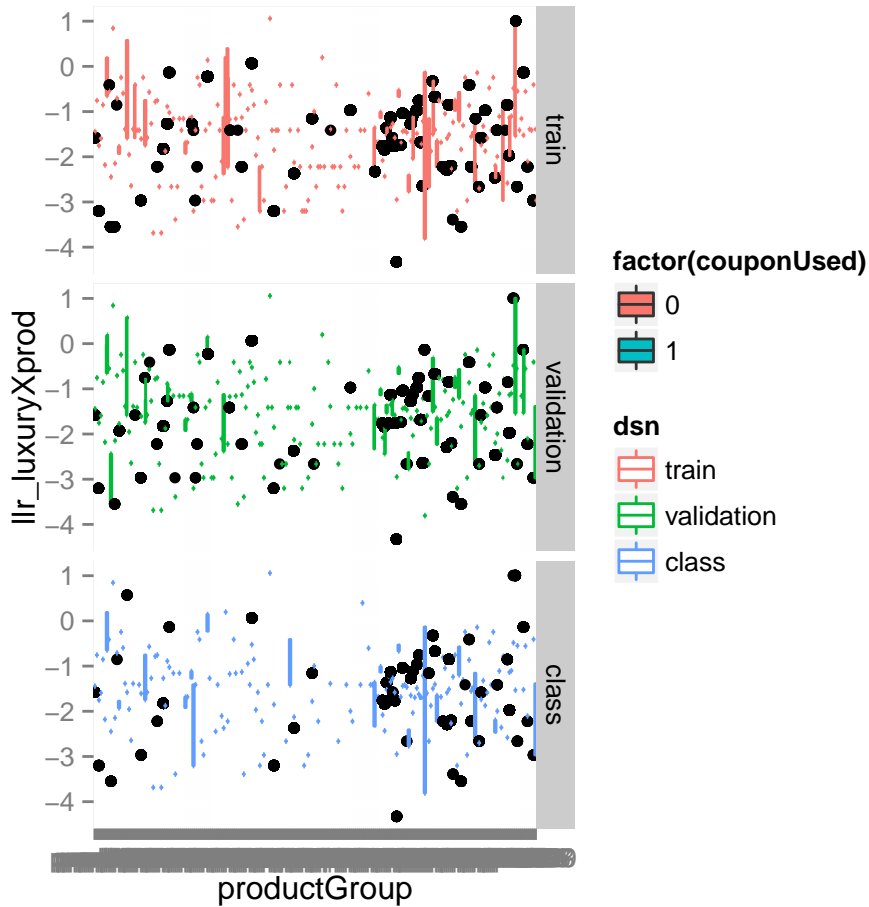 1
0
−1
−2
−3
−4
train
1
0
−1
−2
−3
−4
validation
1
0
−1
−2
−3
−4
class
llr_luxuryXprod
productGroup
factor(couponUsed)
0
1
dsn
train
validation
class